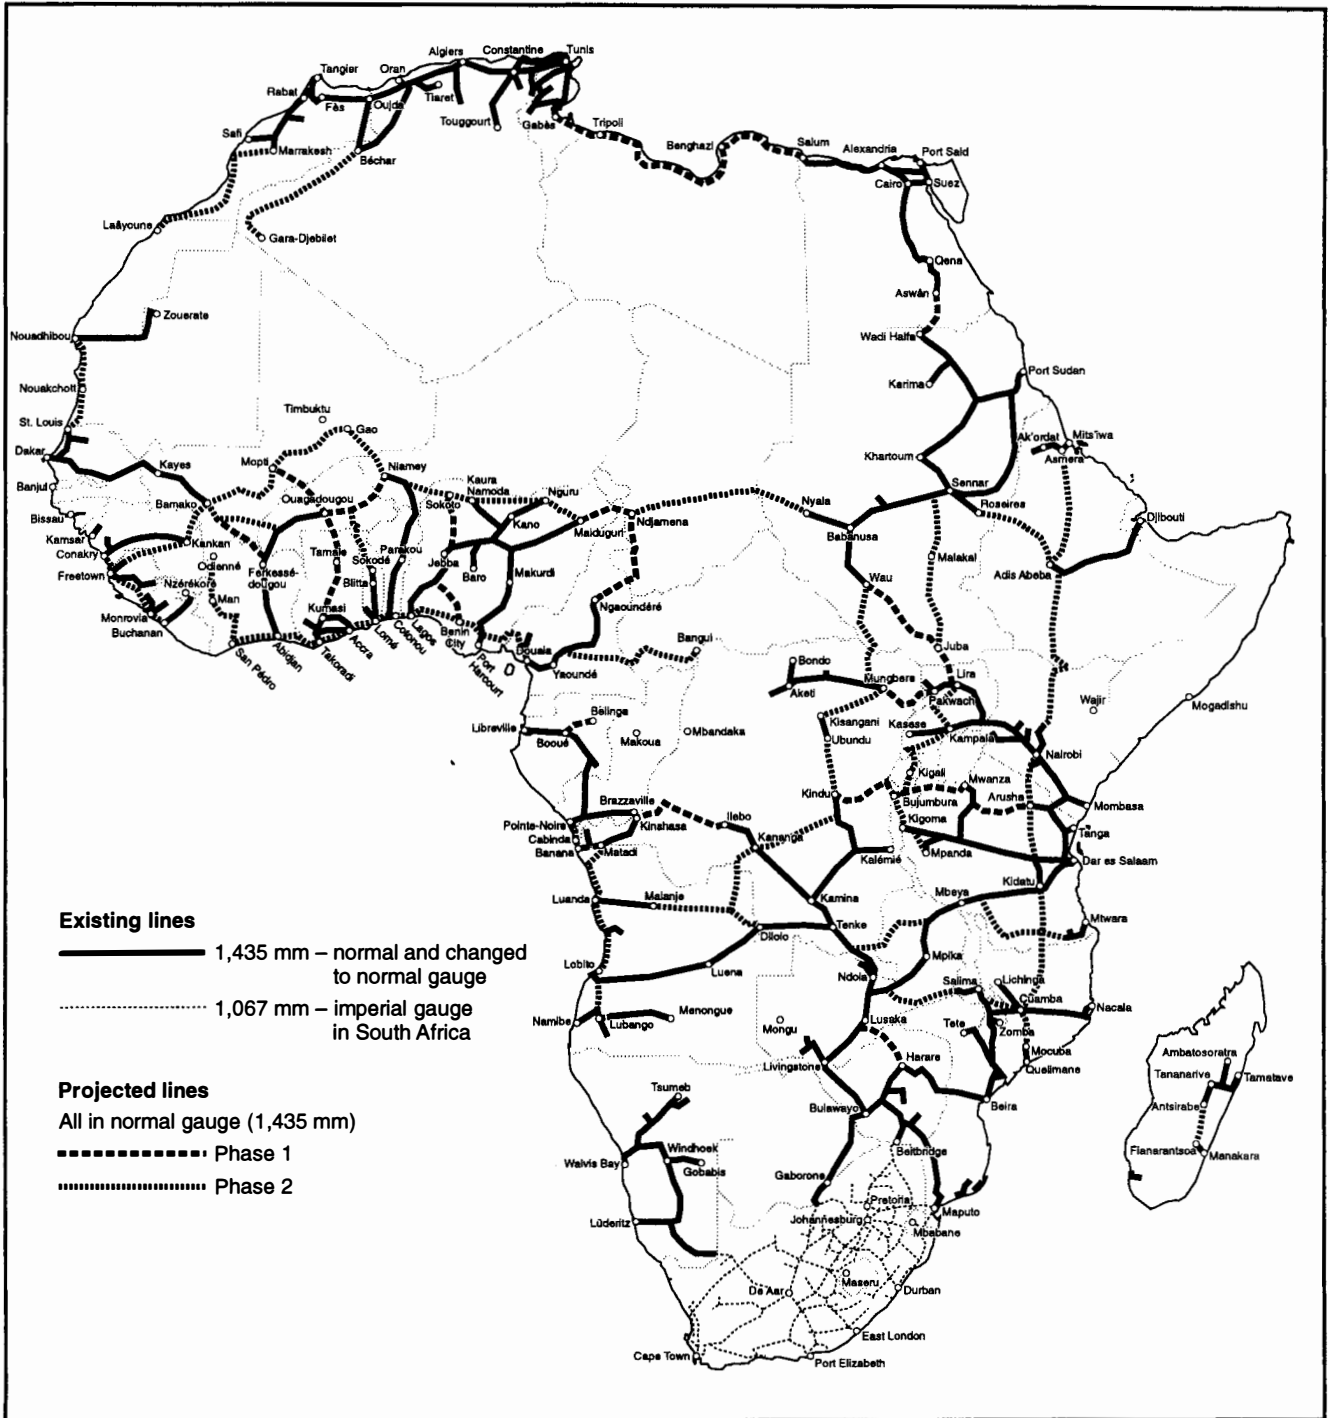 Algiers
Constantine
Tunis
Tangier
Oran
Rabat
Fès
Oujda
Tiaret
Touggourt
Gabès
Tripoli
Safi
Marrakesh
Béchar
Benghazi
Salum
Alexandria
Port Said
Cairo
Suez
Laâyoune
Gara-Djebilet
Qena
Aswân
Zouerate
Nouadhibou
Wadi Halfa
Nouakchott
Karima
Port Sudan
Timbuktu
St. Louis
Gao
Ak'ordat
Mits'iwa
Asmera
Dakar
Kayes
Mopti
Niamey
Khartoum
Banjul
Bamako
Ouagadougou
Sokoto
Kaura
Namoda
Nguru
Nyala
Sennar
Roseires
Bissau
Kano
Maiduguri
Ndjamena
Babanusa
Djibouti
Kamsar
Conakry
Kankan
Odienné
Tamale
Parakou
Sokodé
Jebba
Baro
Makurdi
Malakal
Adis Abeba
Freetown
Nzérékoré
Ferkessé-
dougou
Blitta
Wau
Man
Kumasi
Ngaoundéré
Monrovia
Buchanan
San Pédro
Abidjan
Takoradi
Accra
Lomé
Cotonou
Lagos
Benin
City
Port
Harcourt
Douala
Yaoundé
Bangui
Juba
Bondo
Aketi
Mungbere
Lira
Pakwach
Wajir
Mogadishu
Libreville
Belinga
Booué
Makoua
Mbandaka
Kisangani
Ubundu
Kasese
Kampala
Nairobi
Kigali
Mwanza
Brazzaville
Kindu
Bujumbura
Arusha
Mombasa
Pointe-Noire
Kinshasa
Ilebo
Kananga
Kigoma
Tanga
Cabinda
Banana
Matadi
Kalémié
Mpanda
Dar es Salaam
Luanda
Malanje
Kamina
Mbeya
Kidatu
Existing lines
1,435 mm – normal and changed
to normal gauge
1,067 mm – imperial gauge
in South Africa
Dilolo
Tenke
Mtwara
Lobito
Luena
Ndola
Mpika
Salima
Lichinga
Cuamba
Nacala
Namibe
Lubango
Menongue
Mongu
Lusaka
Tete
Zomba
Mocuba
Quelimane
Ambatosoratra
Tananarive
Tamatave
Livingstone
Harare
Projected lines
All in normal gauge (1,435 mm)
Phase 1
Phase 2
Tsumeb
Bulawayo
Beira
Antsirabe
Walvis Bay
Windhoek
Gobabis
Beitbridge
Fianarantsoa
Manakara
Gaborone
Pretoria
Lüderitz
Johannesburg
Maputo
Mbabane
De Aar
Maseru
Durban
East London
Cape Town
Port Elizabeth